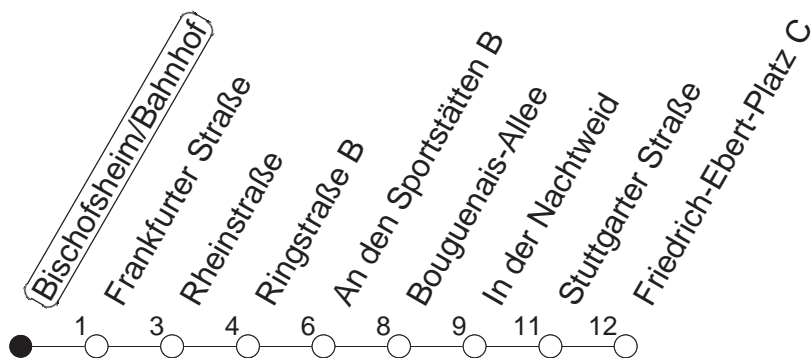 Bischofsheim/Bahnhof
Frankfurter Straße
Rheinstraße
Ringstraße B
An den Sportstätten B
Bouguenais-Allee
In der Nachtweid
Stuttgarter Straße
Friedrich-Ebert-Platz C
1 3 4 6 8 9 11 12